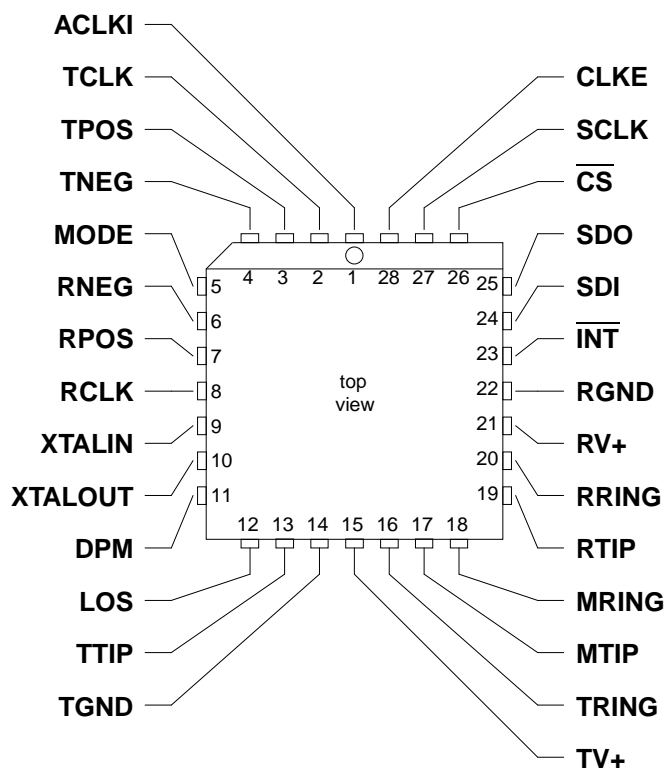 ACLKI
TCLK
TPOS
TNEG
MODE
RNEG
RPOS
RCLK
XTALIN
XTALOUT
DPM
LOS
TTIP
TGND
CLKE
SCLK
C̅S̅
SDO
SDI
I̅N̅T̅
RGND
RV+
RRING
RTIP
MRING
MTIP
TRING
TV+
4 3 2 1 28 27 26
5
6
7
8
9
10
11
25
24
23
22
21
20
19
12 13 14 15 16 17 18
top
view